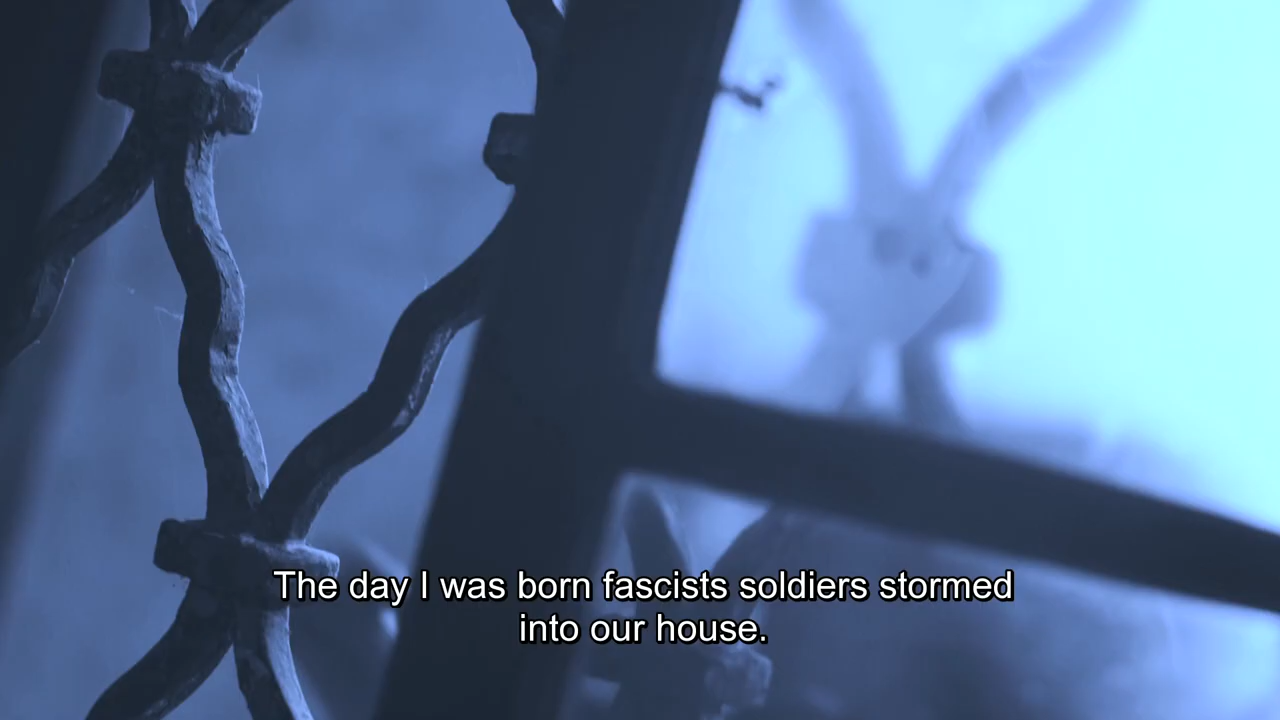 The day I was born fascists soldiers stormed
into our house.